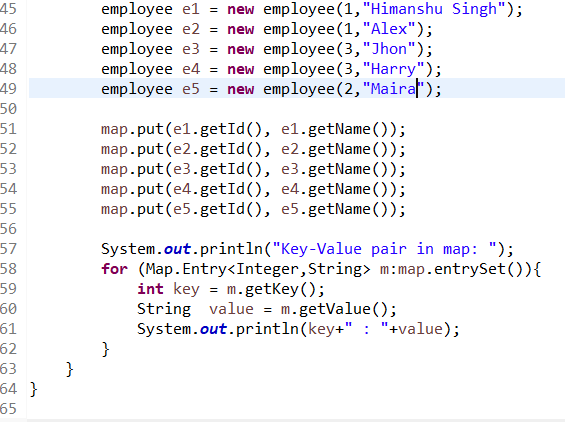 45 employee e1 = new employee(1,"Himanshu Singh");
46 employee e2 = new employee(1,"Alex");
47 employee e3 = new employee(3,"Jhon");
48 employee e4 = new employee(3,"Harry");
49 employee e5 = new employee(2,"Maira");
50
51 map.put(e1.getId(), e1.getName());
52 map.put(e2.getId(), e2.getName());
53 map.put(e3.getId(), e3.getName());
54 map.put(e4.getId(), e4.getName());
55 map.put(e5.getId(), e5.getName());
56
57 System.out.println("Key-Value pair in map: ");
58 for (Map.Entry<Integer,String> m:map.entrySet()){
59 int key = m.getKey();
60 String  value = m.getValue();
61 System.out.println(key+" : "+value);
62 }
63 }
64 }
65